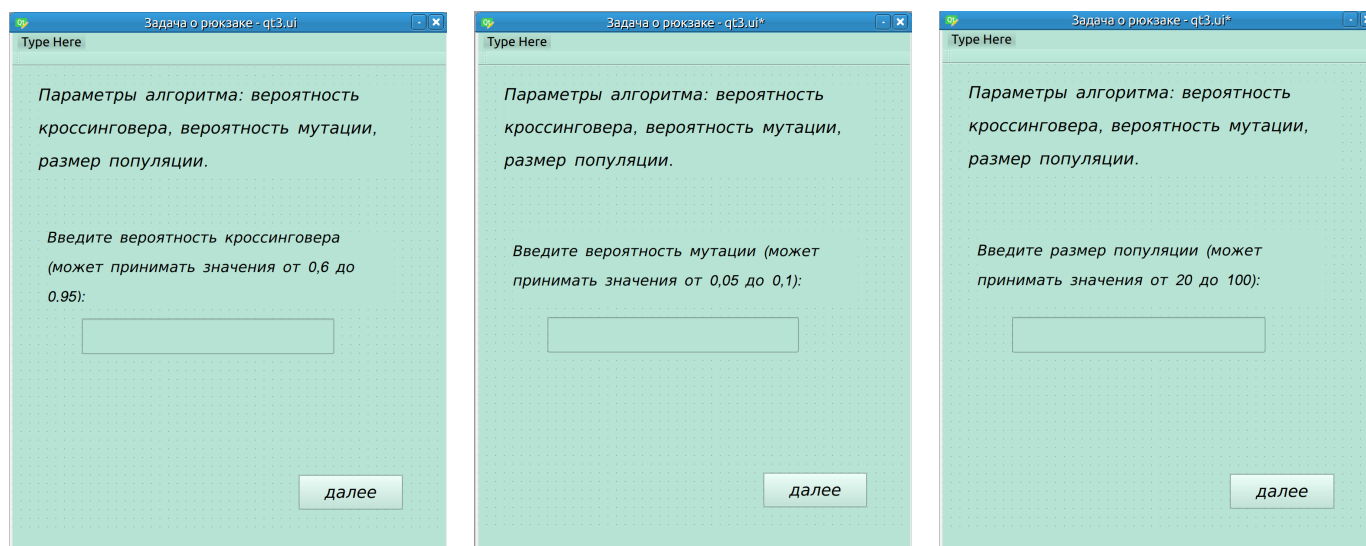 Задача о рюкзаке - qt3.ui
Type Here
Параметры алгоритма: вероятность
кроссинговера, вероятность мутации,
размер популяции.
Введите вероятность кроссинговера
(может принимать значения от 0,6 до
0.95):
далее
Задача о рюкзаке - qt3.ui*
Type Here
Параметры алгоритма: вероятность
кроссинговера, вероятность мутации,
размер популяции.
Введите вероятность мутации (может
принимать значения от 0,05 до 0,1):
далее
Задача о рюкзаке - qt3.ui*
Type Here
Параметры алгоритма: вероятность
кроссинговера, вероятность мутации,
размер популяции.
Введите размер популяции (может
принимать значения от 20 до 100):
далее